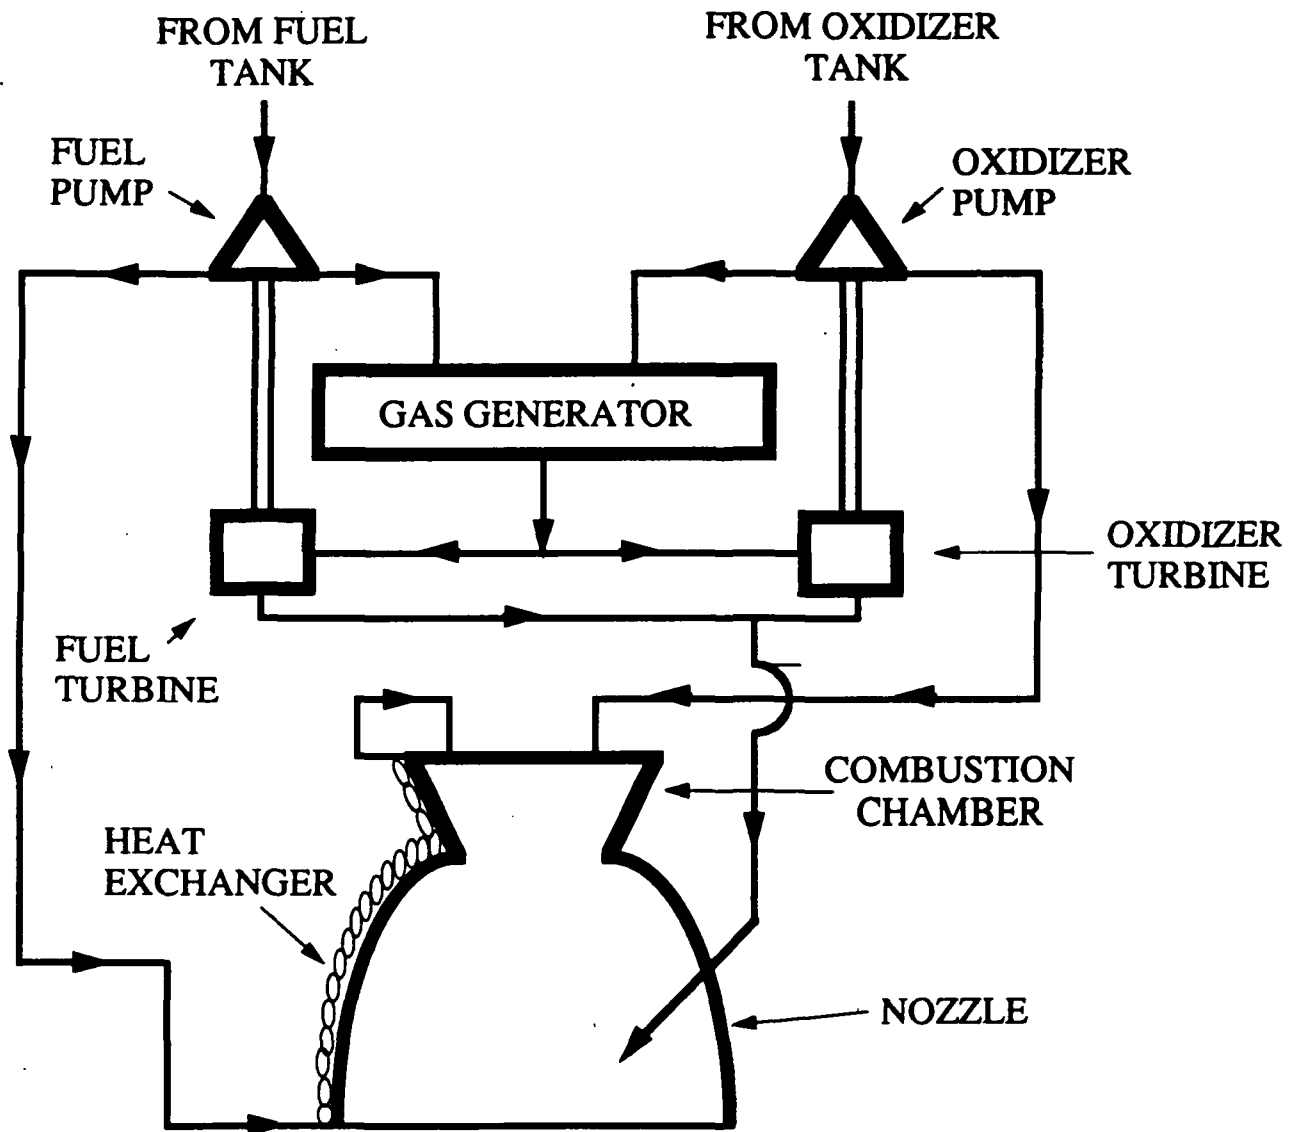 FROM FUEL
TANK
FROM OXIDIZER
TANK
FUEL
PUMP
OXIDIZER
PUMP
GAS GENERATOR
OXIDIZER
TURBINE
FUEL
TURBINE
COMBUSTION
CHAMBER
HEAT
EXCHANGER
NOZZLE